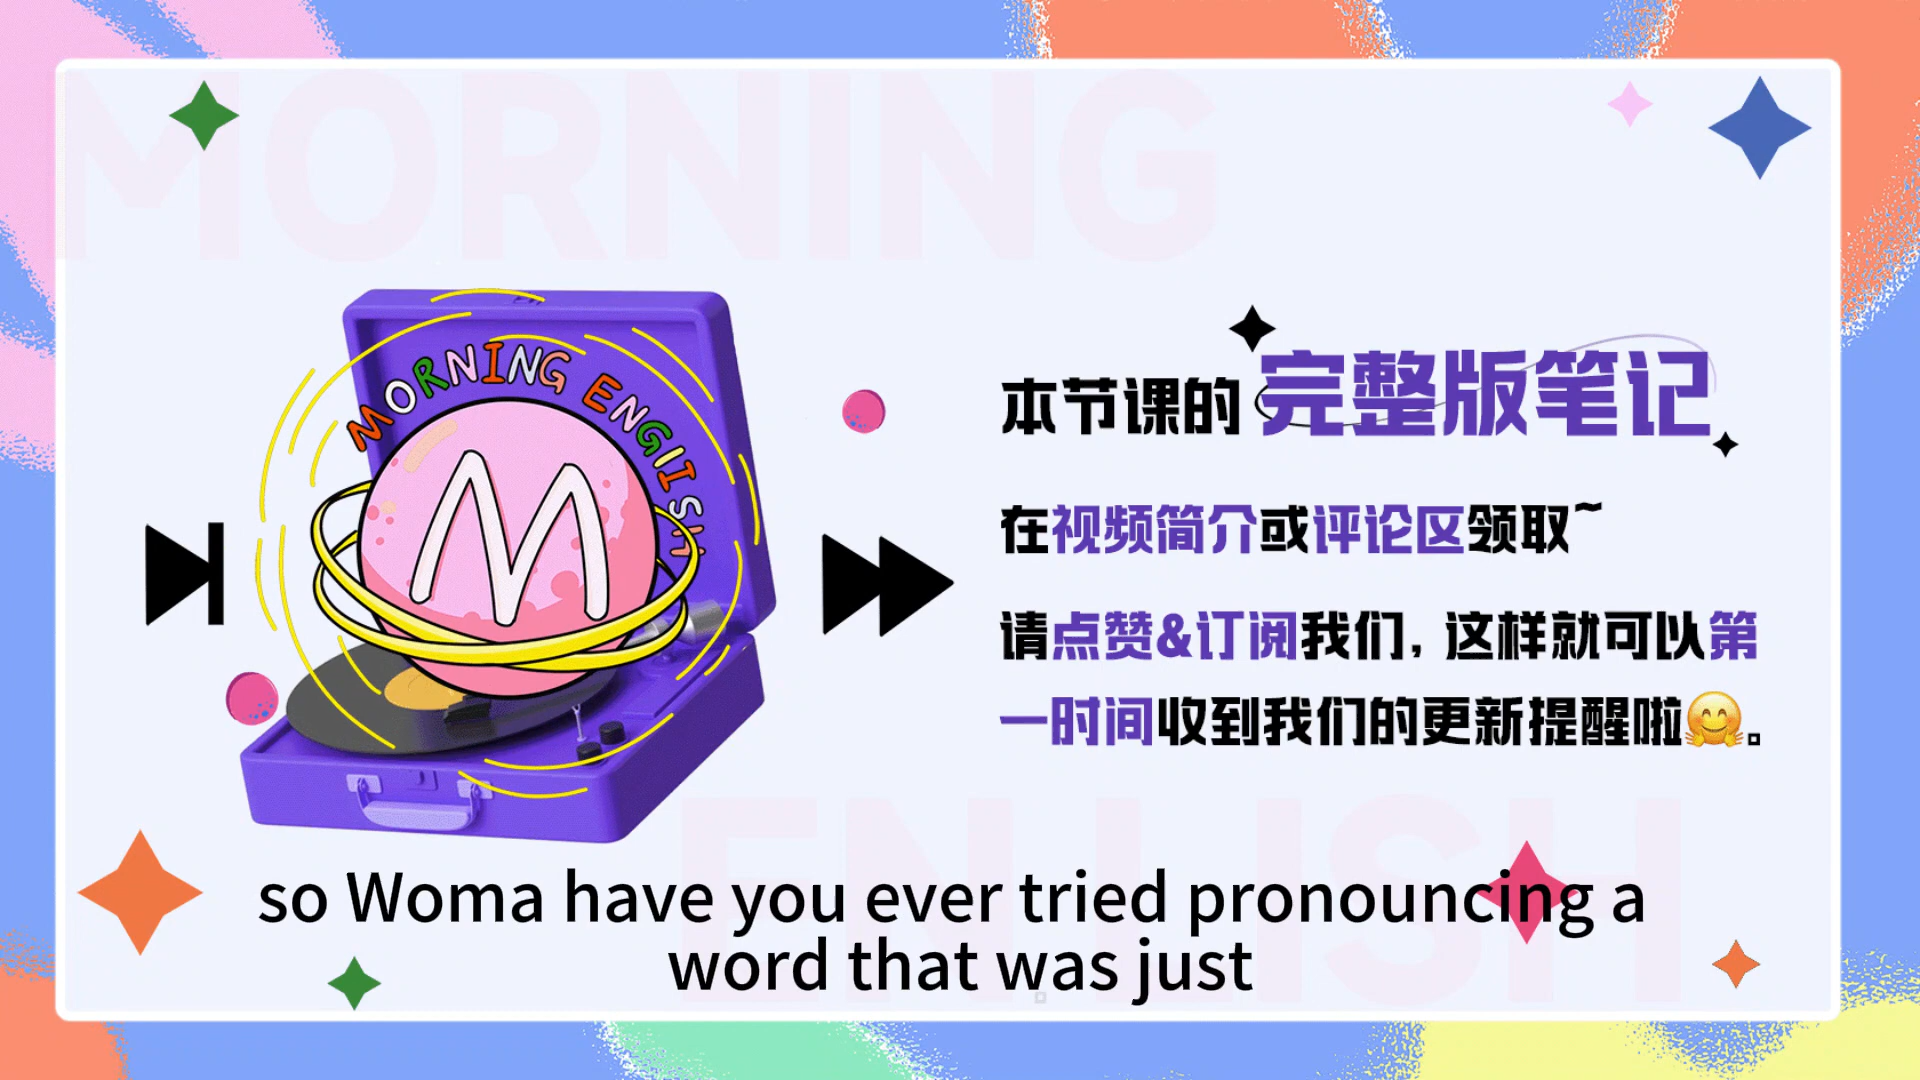 MORNING
MORNING ENGLISH
M
本节课的 完整版笔记
在视频简介或评论区领取~
请点赞&订阅我们, 这样就可以第
一时间收到我们的更新提醒啦🤗。
ENLISH
so Woma have you ever tried pronouncing a
word that was just